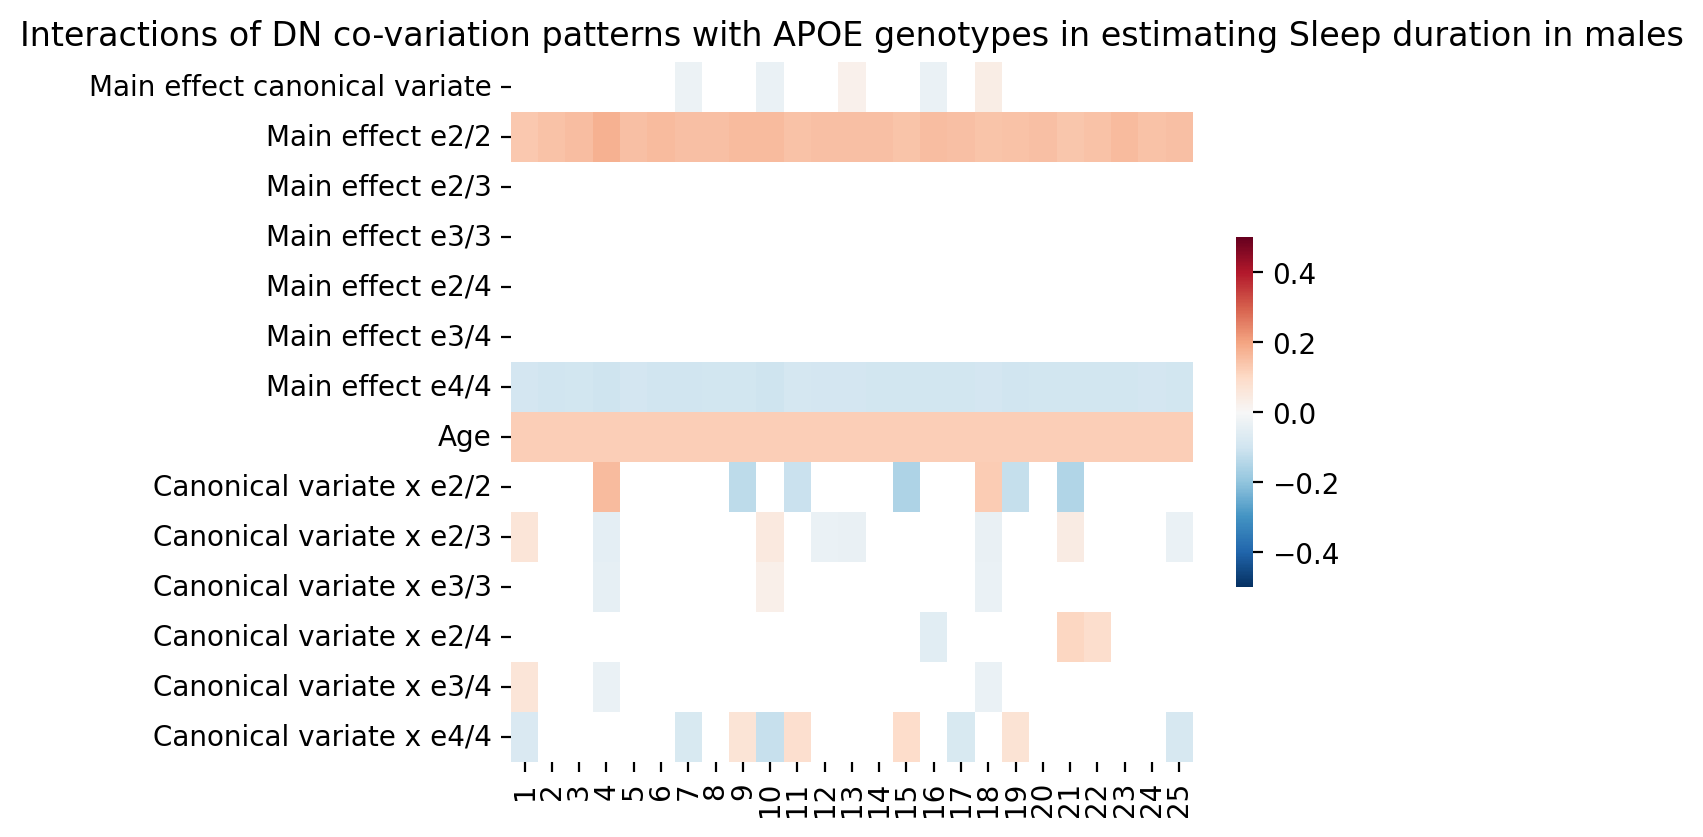 Interactions of DN co-variation patterns with APOE genotypes in estimating Sleep duration in males
Main effect canonical variate
Main effect e2/2
Main effect e2/3
Main effect e3/3
Main effect e2/4
Main effect e3/4
Main effect e4/4
Age
Canonical variate x e2/2
Canonical variate x e2/3
Canonical variate x e3/3
Canonical variate x e2/4
Canonical variate x e3/4
Canonical variate x e4/4
1 2 3 4 5 6 7 8 9 10 11 12 13 14 15 16 17 18 19 20 21 22 23 24 25
0.4
0.2
0.0
−0.2
−0.4